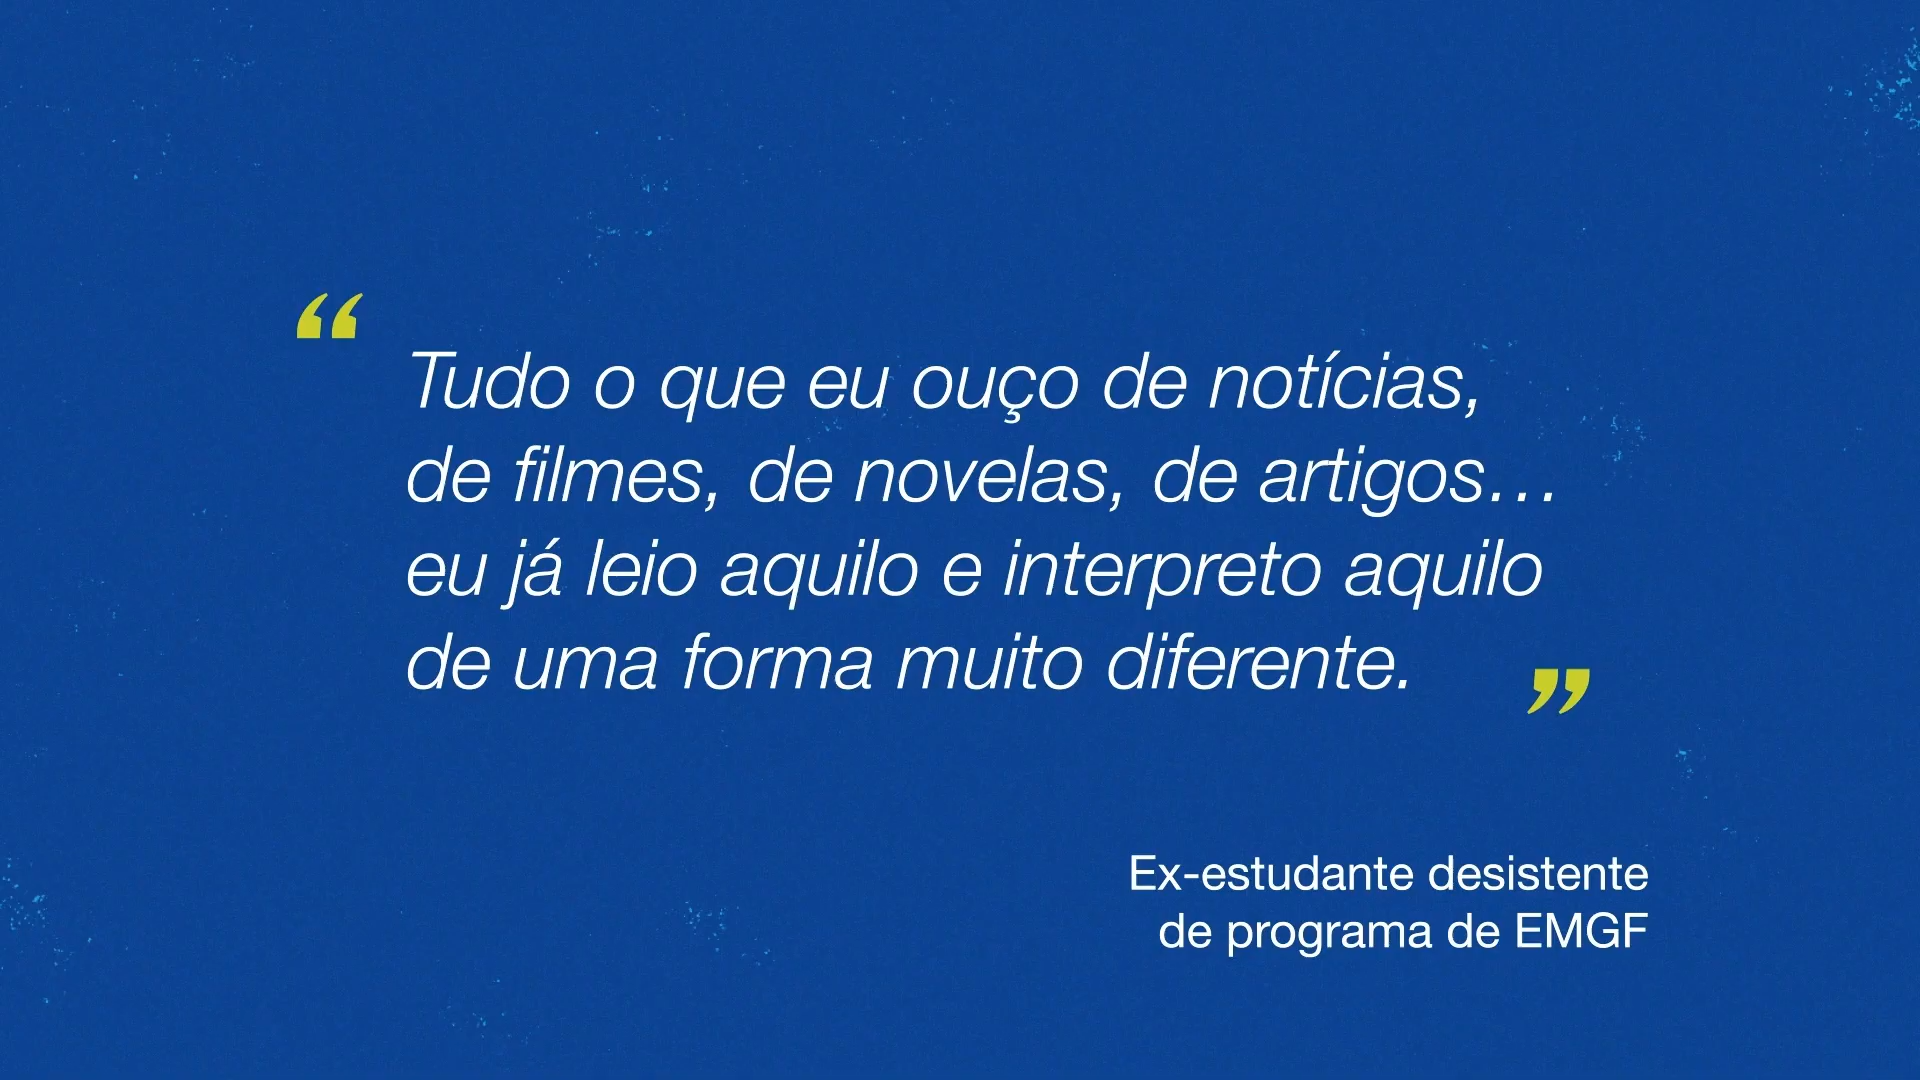 “Tudo o que eu ouço de notícias,
de filmes, de novelas, de artigos…
eu já leio aquilo e interpreto aquilo
de uma forma muito diferente.”
Ex-estudante desistente
de programa de EMGF